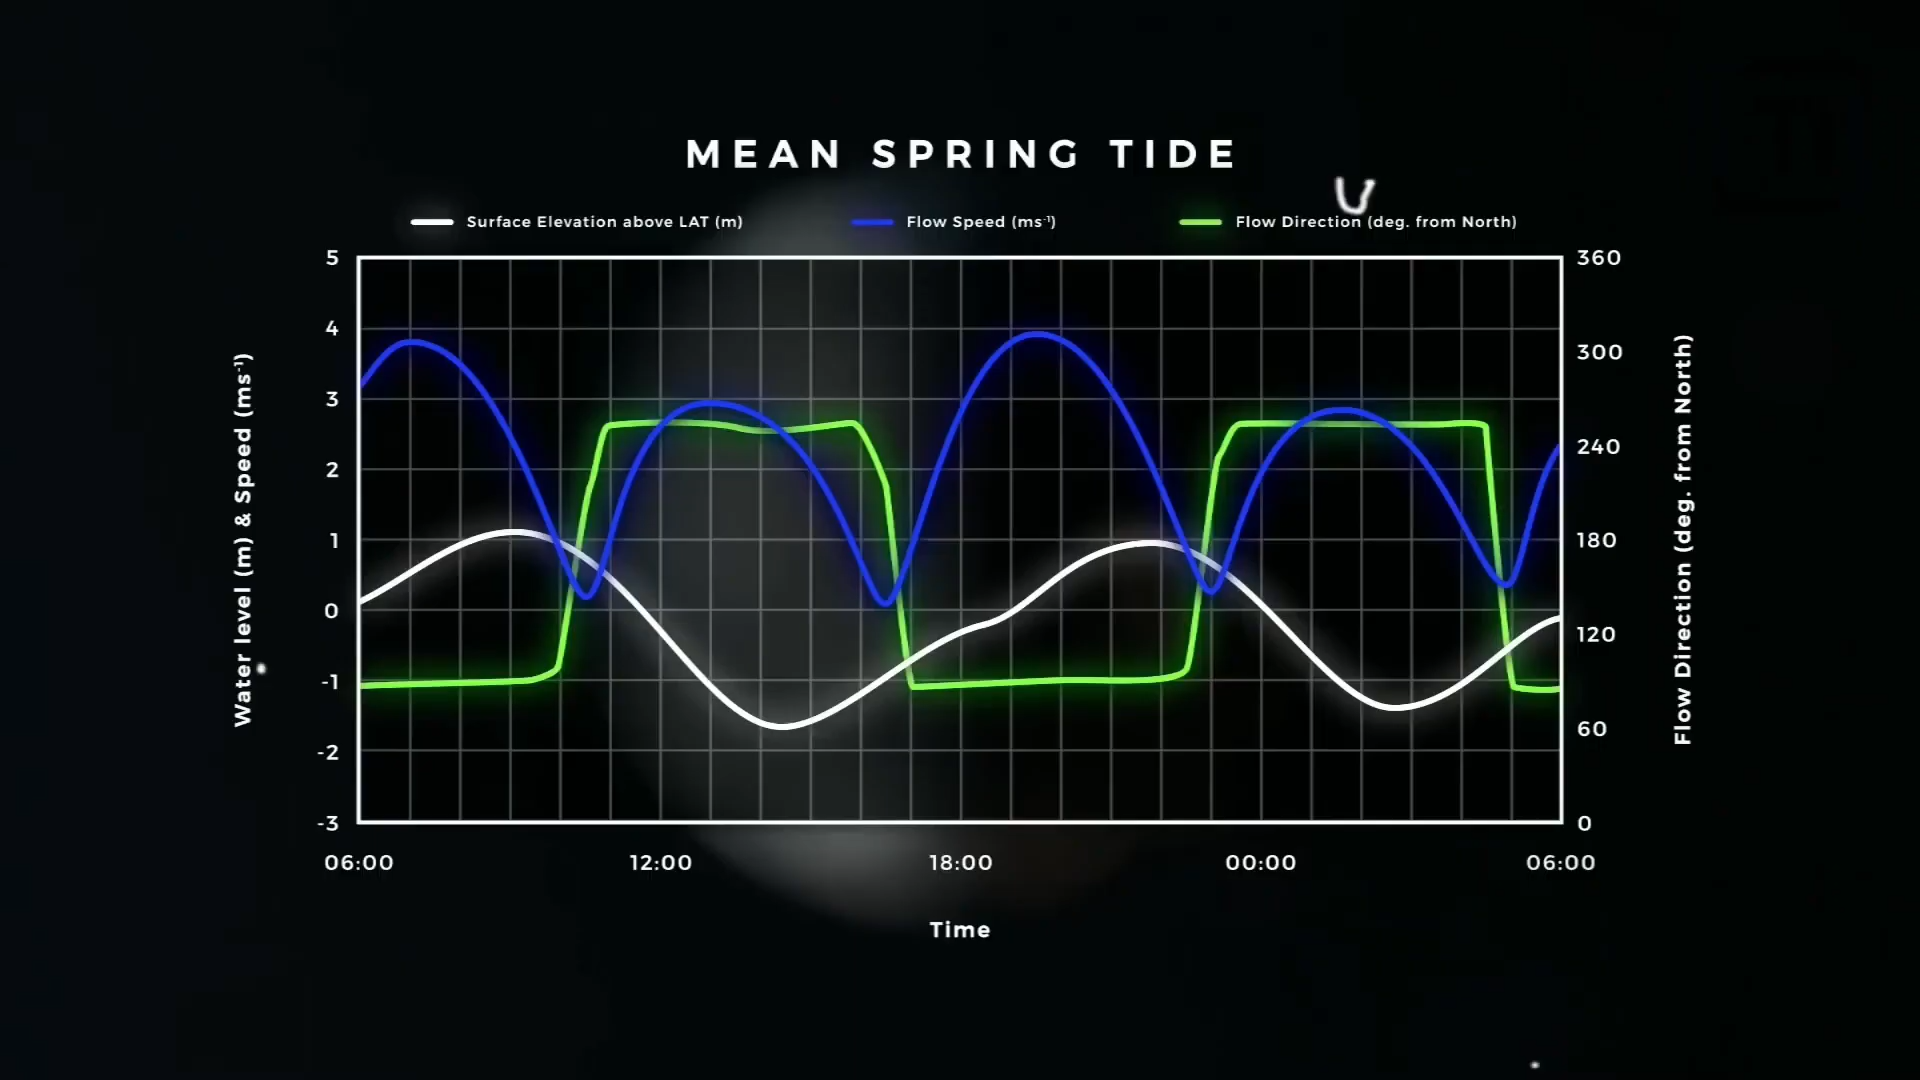 MEAN SPRING TIDE
Surface Elevation above LAT (m) Flow Speed (ms⁻¹) Flow Direction (deg. from North)
5 360
4
300
3
240
2
1 180
0
120
-1
60
-2
-3 0
Water level (m) & Speed (ms⁻¹)
Flow Direction (deg. from North)
06:00 12:00 18:00 00:00 06:00
Time